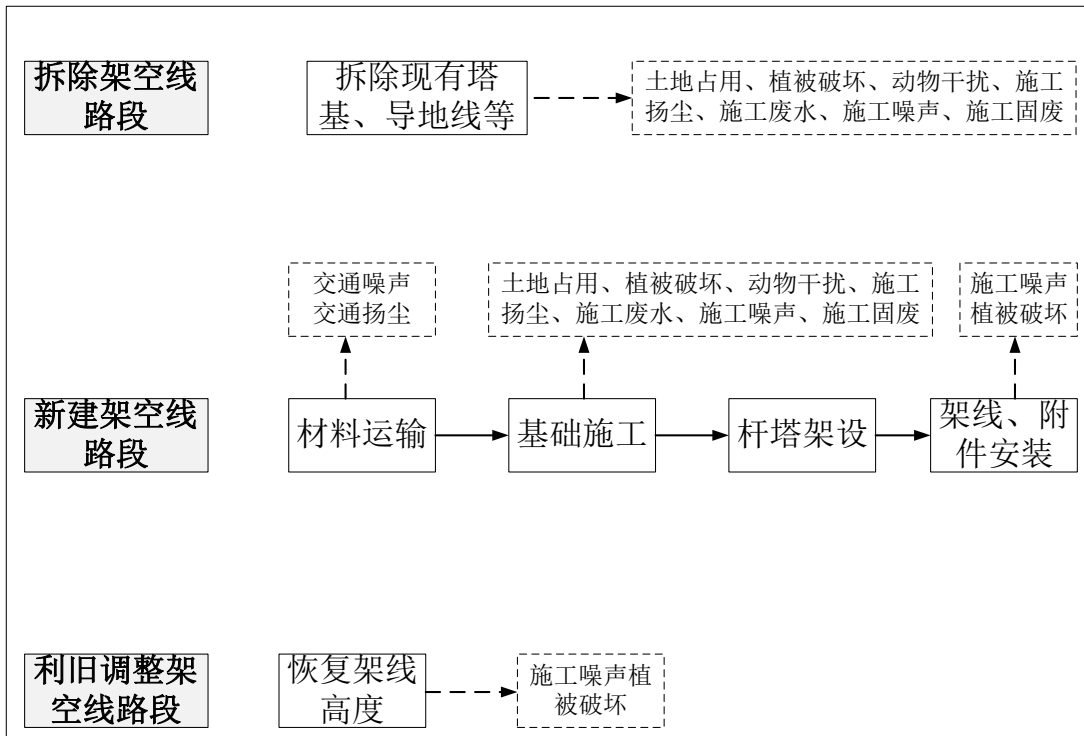 拆除架空线
路段
拆除现有塔
基、导地线等
土地占用、植被破坏、动物干扰、施工
扬尘、施工废水、施工噪声、施工固废
交通噪声
交通扬尘
土地占用、植被破坏、动物干扰、施工
扬尘、施工废水、施工噪声、施工固废
施工噪声
植被破坏
新建架空线
路段
材料运输
基础施工
杆塔架设
架线、附
件安装
利旧调整架
空线路段
恢复架线
高度
施工噪声植
被破坏